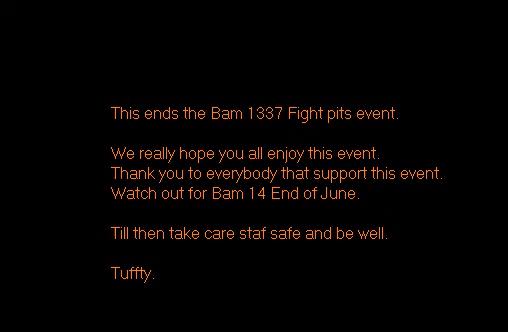 This ends the Bam 1337 Fight pits event.
We really hope you all enjoy this event.
Thank you to everybody that support this event.
Watch out for Bam 14 End of June.
Till then take care staf safe and be well.
Tuffty.